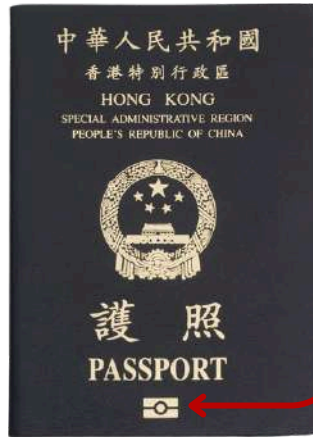 中華人民共和國
香港特別行政區
HONG KONG
SPECIAL ADMINISTRATIVE REGION
PEOPLE'S REPUBLIC OF CHINA
護照
PASSPORT